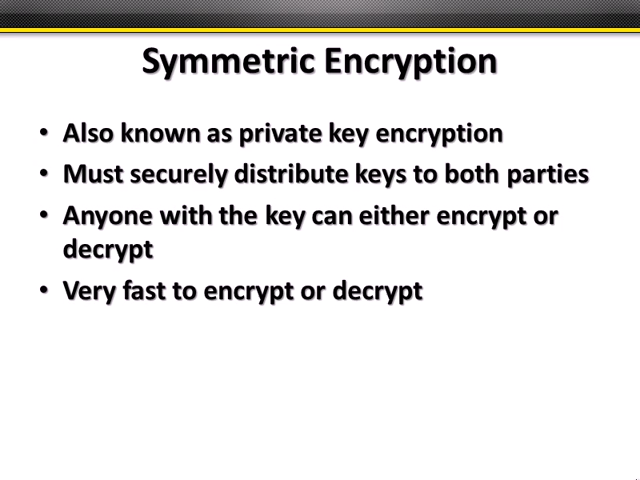 Symmetric Encryption
• Also known as private key encryption
• Must securely distribute keys to both parties
• Anyone with the key can either encrypt or
decrypt
• Very fast to encrypt or decrypt